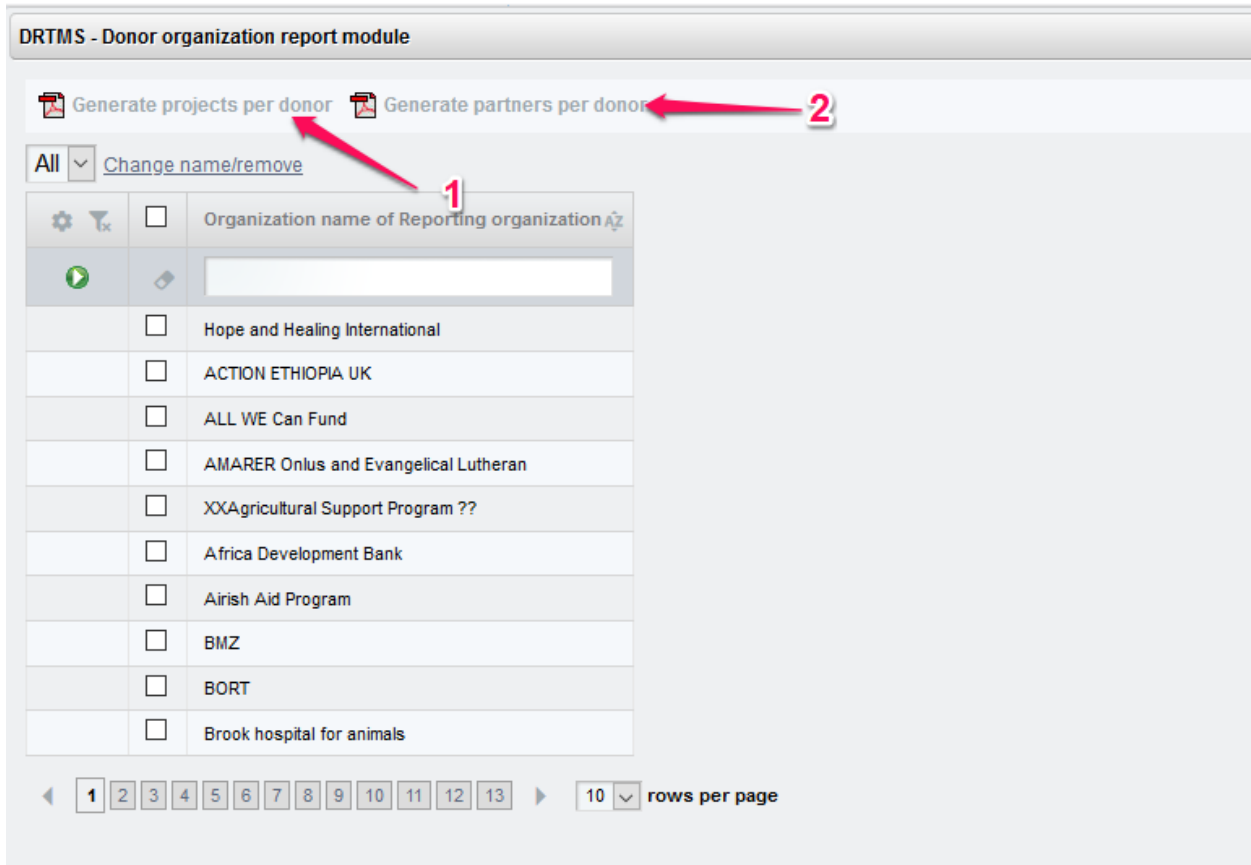 DRTMS - Donor organization report module
Generate projects per donor Generate partners per donor
2
All Change name/remove
1
Organization name of Reporting organization AZ
Hope and Healing International
ACTION ETHIOPIA UK
ALL WE Can Fund
AMARER Onlus and Evangelical Lutheran
XXAgricultural Support Program ??
Africa Development Bank
Airish Aid Program
BMZ
BORT
Brook hospital for animals
1 2 3 4 5 6 7 8 9 10 11 12 13 10 rows per page